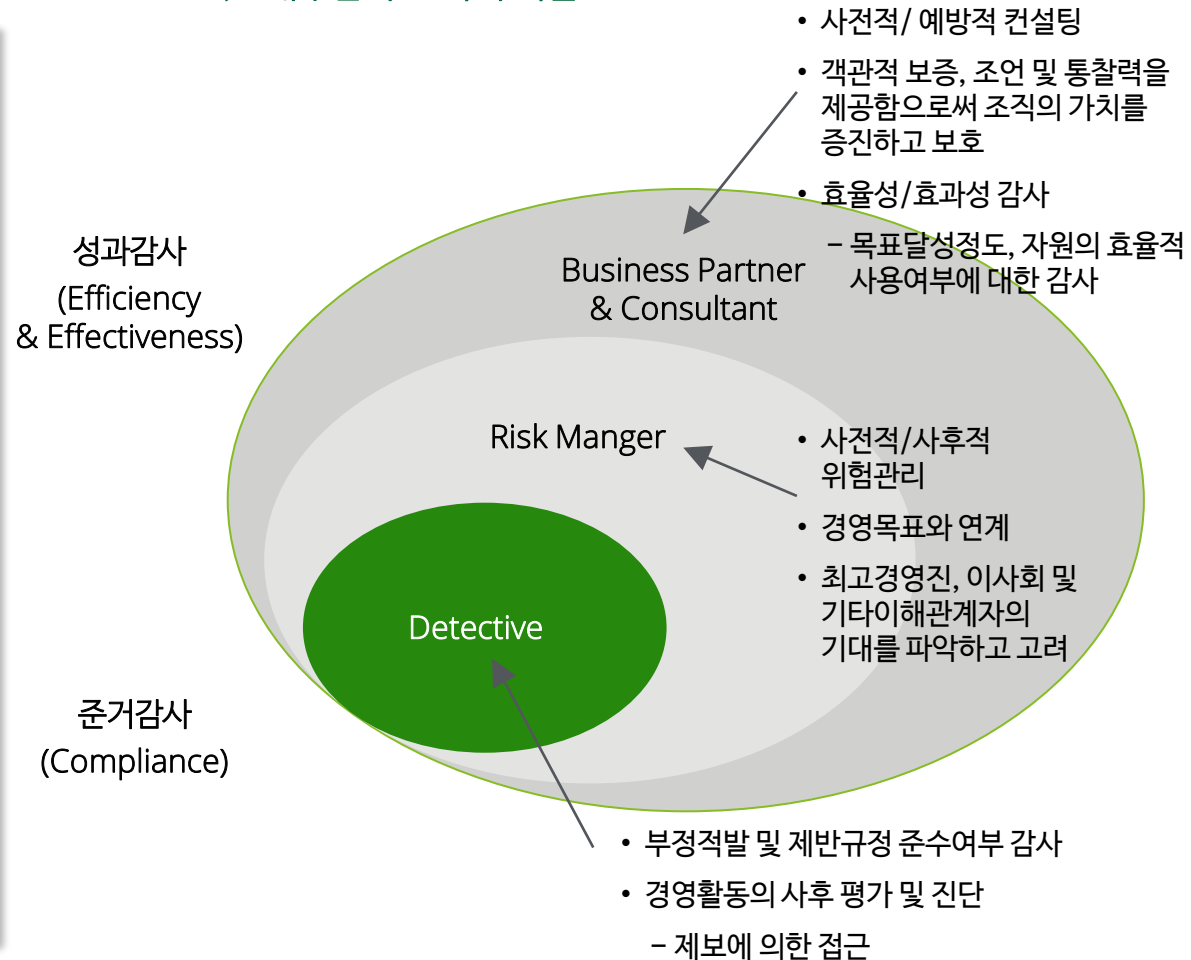 • 사전적/ 예방적 컨설팅
• 객관적 보증, 조언 및 통찰력을
제공함으로써 조직의 가치를
증진하고 보호
• 효율성/효과성 감사
– 목표달성정도, 자원의 효율적
사용여부에 대한 감사
성과감사
(Efficiency
& Effectiveness)
Business Partner
& Consultant
Risk Manger
• 사전적/사후적
위험관리
• 경영목표와 연계
• 최고경영진, 이사회 및
기타이해관계자의
기대를 파악하고 고려
Detective
준거감사
(Compliance)
• 부정적발 및 제반규정 준수여부 감사
• 경영활동의 사후 평가 및 진단
– 제보에 의한 접근